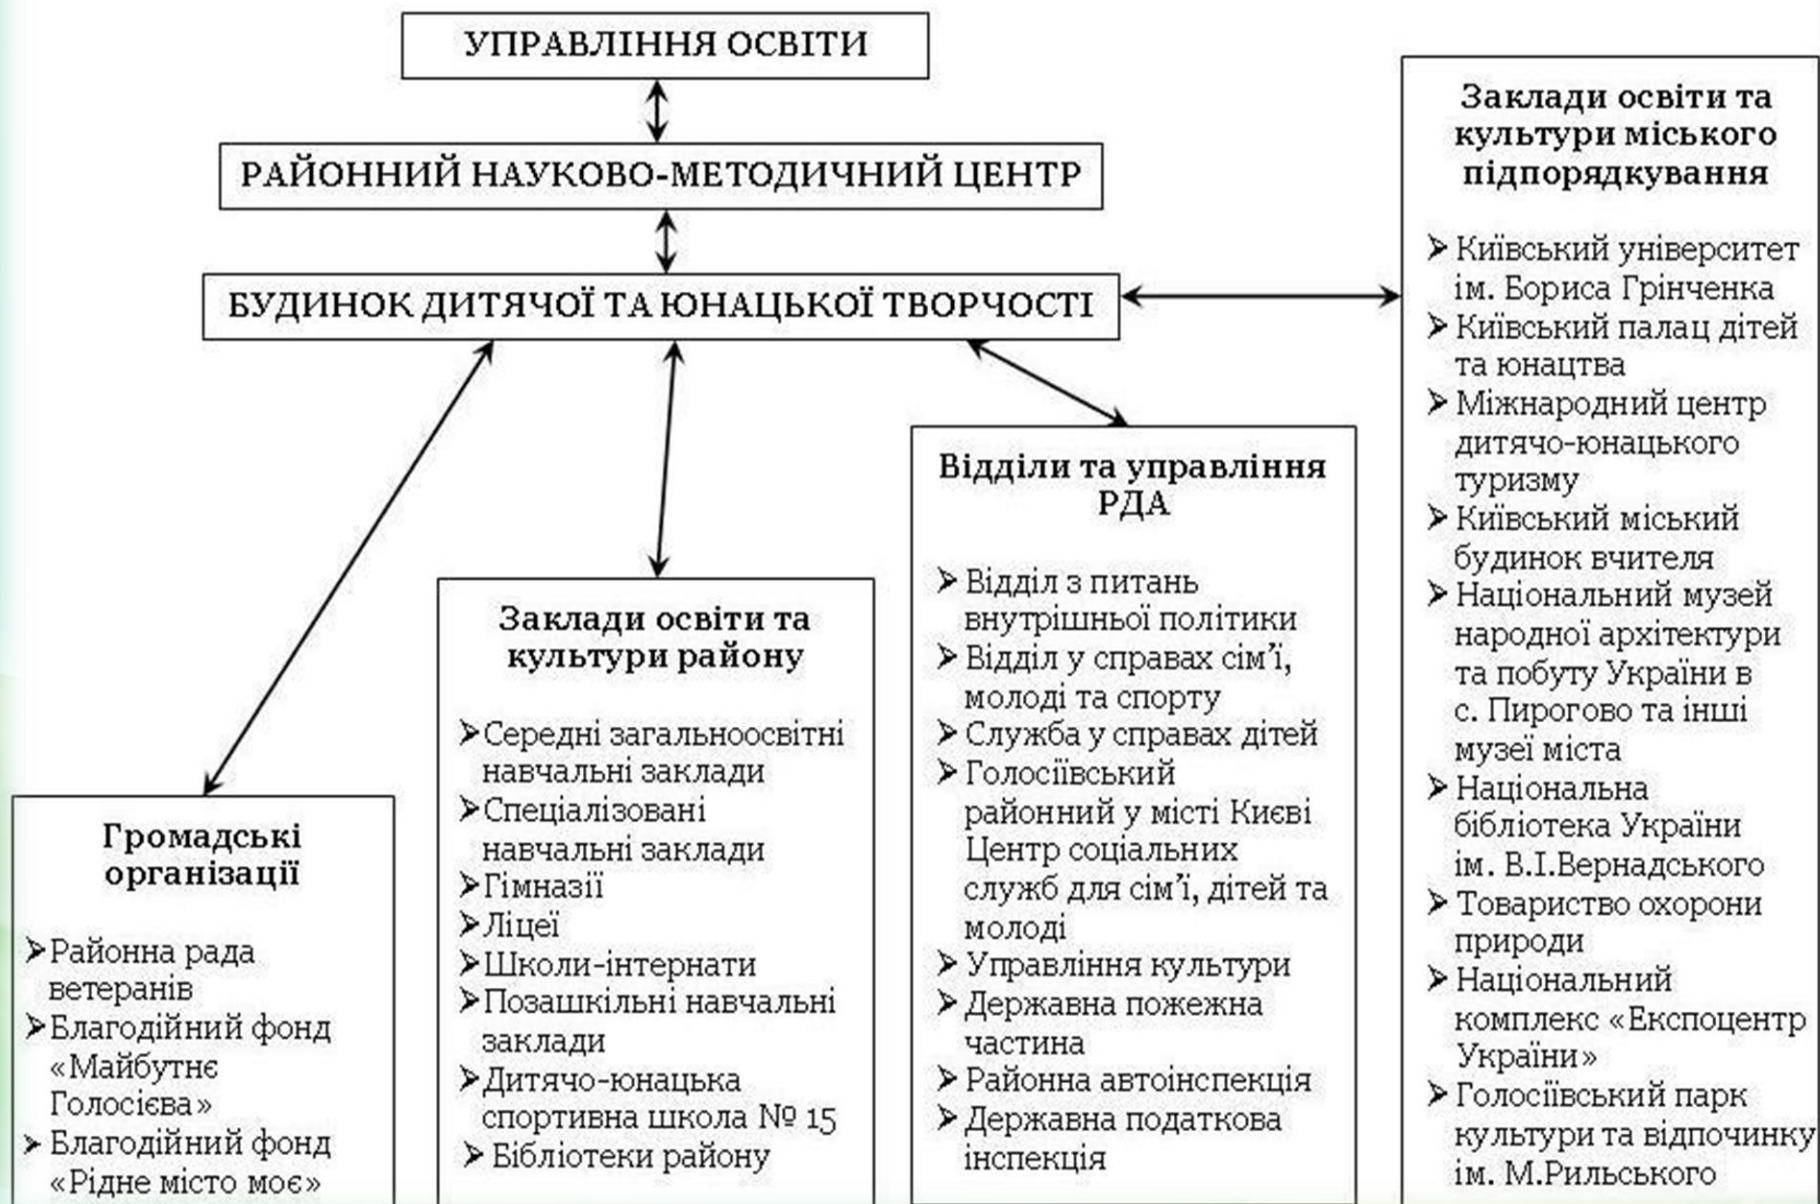 УПРАВЛІННЯ ОСВІТИ
РАЙОННИЙ НАУКОВО-МЕТОДИЧНИЙ ЦЕНТР
БУДИНОК ДИТЯЧОЇ ТА ЮНАЦЬКОЇ ТВОРЧОСТІ
Громадські
організації
➢ Районна рада
ветеранів
➢ Благодійний фонд
«Майбутнє
Голосієва»
➢ Благодійний фонд
«Рідне місто моє»
Заклади освіти та
культури району
➢ Середні загальноосвітні
навчальні заклади
➢ Спеціалізовані
навчальні заклади
➢ Гімназії
➢ Ліцеї
➢ Школи-інтернати
➢ Позашкільні навчальні
заклади
➢ Дитячо-юнацька
спортивна школа № 15
➢ Бібліотеки району
Відділи та управління
РДА
➢ Відділ з питань
внутрішньої політики
➢ Відділ у справах сім’ї,
молоді та спорту
➢ Служба у справах дітей
➢ Голосіївський
районний у місті Києві
Центр соціальних
служб для сім’ї, дітей та
молоді
➢ Управління культури
➢ Державна пожежна
частина
➢ Районна автоінспекція
➢ Державна податкова
інспекція
Заклади освіти та
культури міського
підпорядкування
➢ Київський університет
ім. Бориса Грінченка
➢ Київський палац дітей
та юнацтва
➢ Міжнародний центр
дитячо-юнацького
туризму
➢ Київський міський
будинок вчителя
➢ Національний музей
народної архітектури
та побуту України в
с. Пирогово та інші
музеї міста
➢ Національна
бібліотека України
ім. В.І.Вернадського
➢ Товариство охорони
природи
➢ Національний
комплекс «Експоцентр
України»
➢ Голосіївський парк
культури та відпочинку
ім. М.Рильського